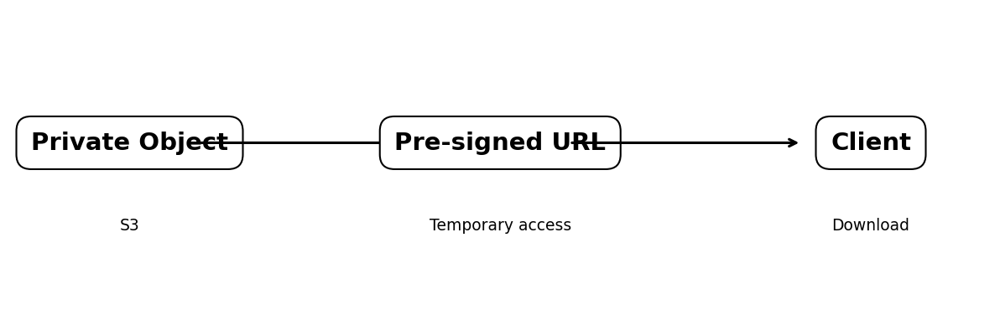 Private Object
Pre-signed URL
Client
S3
Temporary access
Download